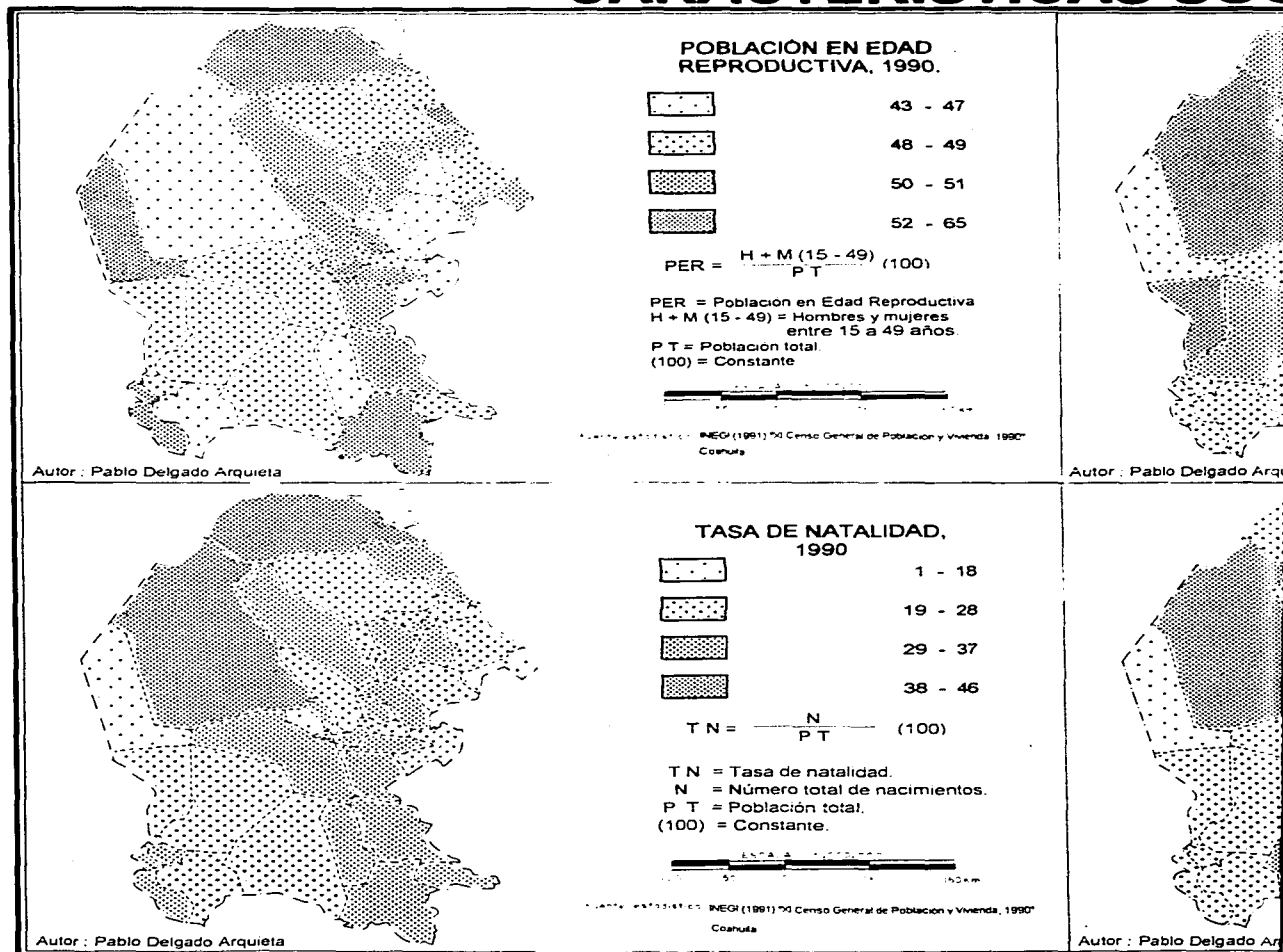 POBLACIÓN EN EDAD
REPRODUCTIVA, 1990.
43 - 47
48 - 49
50 - 51
52 - 65
PER = H + M (15 - 49) (100)
P T
PER = Población en Edad Reproductiva
H + M (15 - 49) = Hombres y mujeres
entre 15 a 49 años.
P T = Población total.
(100) = Constante
INEGI (1991) "XI Censo General de Población y Vivienda, 1990"
Coahuila
Autor : Pablo Delgado Arquieta
Autor : Pablo Delgado Arqu
TASA DE NATALIDAD,
1990
1 - 18
19 - 28
29 - 37
38 - 46
T N = N (100)
P T
T N = Tasa de natalidad.
N = Número total de nacimientos.
P T = Población total.
(100) = Constante.
INEGI (1991) "XI Censo General de Población y Vivienda, 1990"
Coahuila
Autor : Pablo Delgado Arquieta
Autor : Pablo Delgado Ar